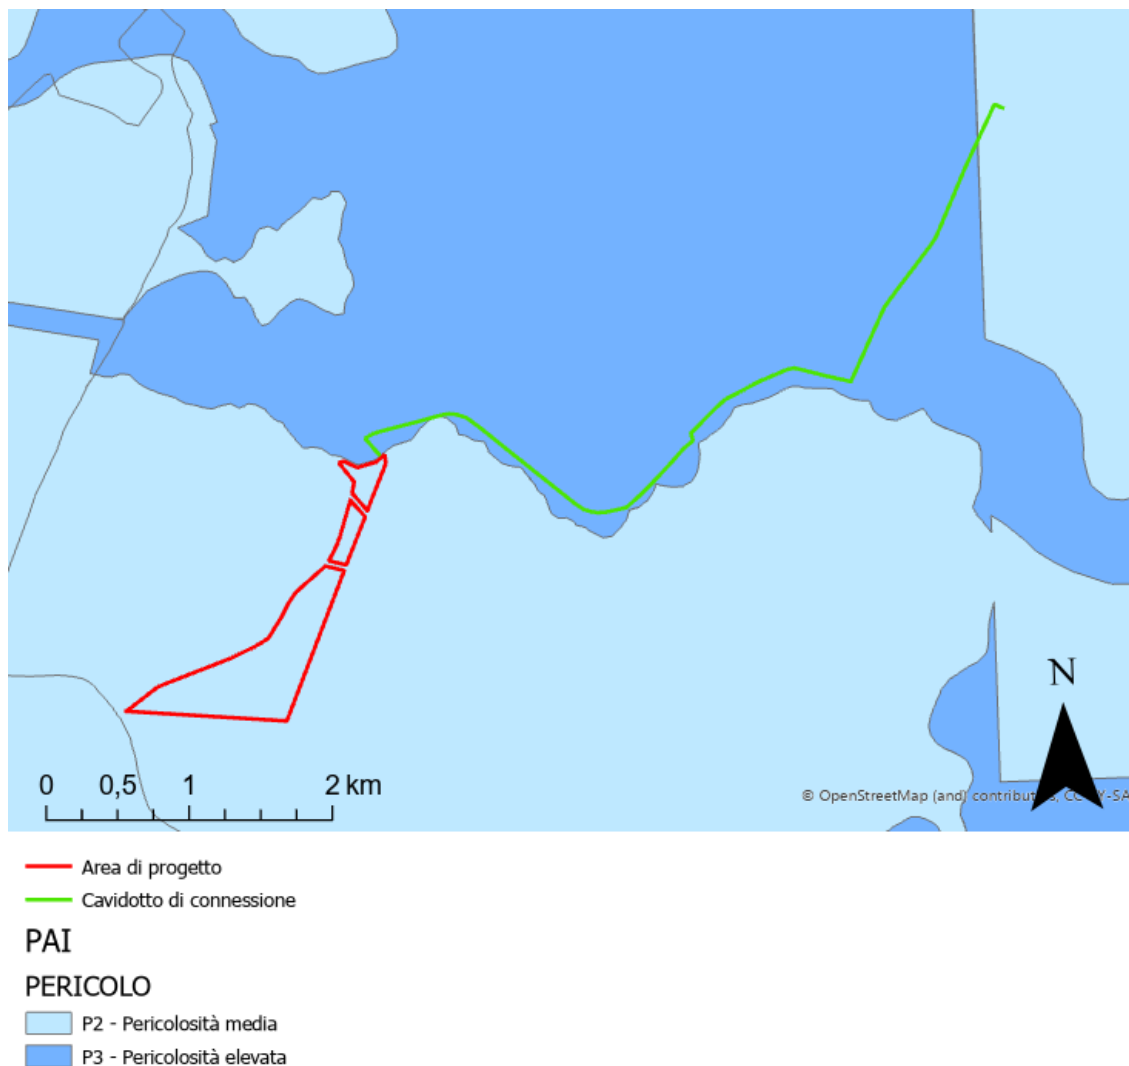 N
0 0,5 1 2 km
© OpenStreetMap (and) contributors, CC-BY-SA
Area di progetto
Cavidotto di connessione
PAI
PERICOLO
P2 - Pericolosità media
P3 - Pericolosità elevata